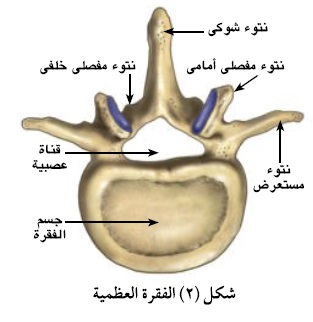 نتوء شوكى
نتوء مفصلى أمامى
نتوء مفصلى خلفى
قناة
عصبية
نتوء
مستعرض
جسم
الفقرة
شكل (٢) الفقرة العظمية